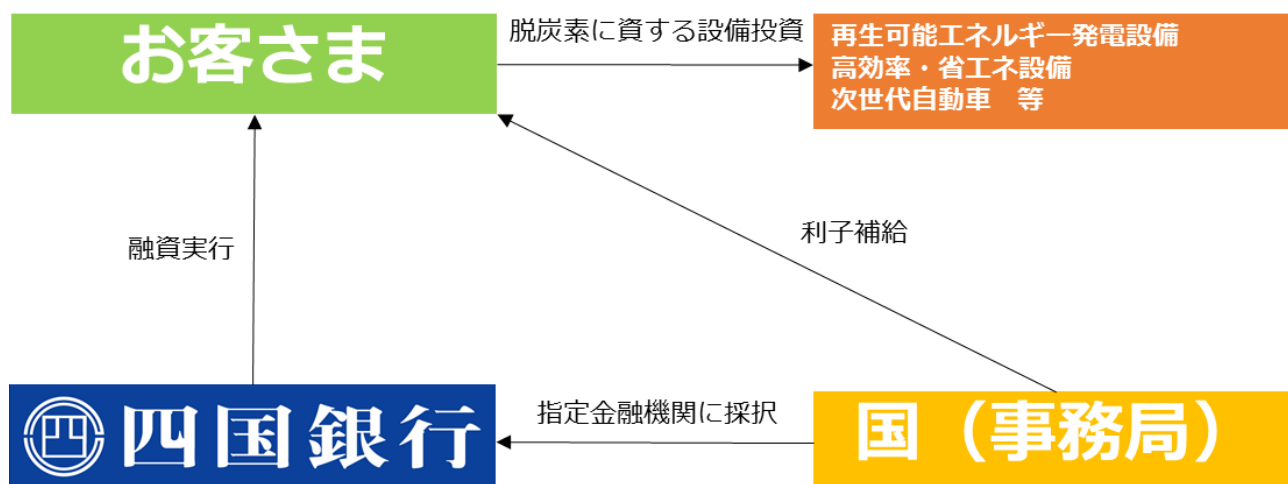 お客さま
脱炭素に資する設備投資
再生可能エネルギー発電設備
高効率・省エネ設備
次世代自動車　等
融資実行
利子補給
四 四国銀行
指定金融機関に採択
国（事務局）